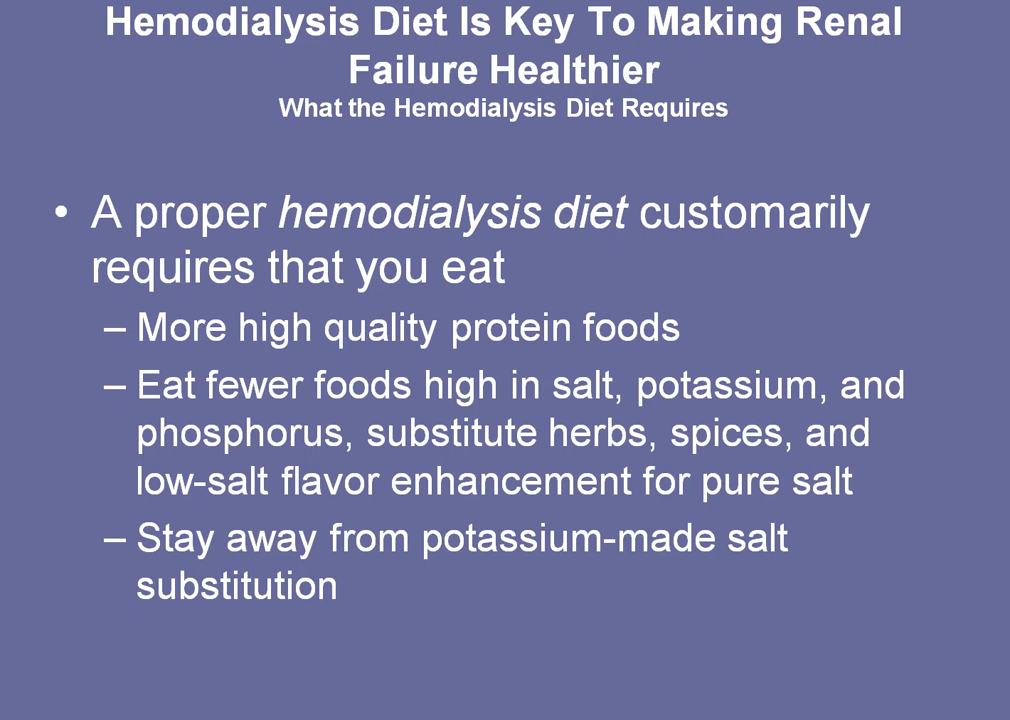 Hemodialysis Diet Is Key To Making Renal
Failure Healthier
What the Hemodialysis Diet Requires
• A proper hemodialysis diet customarily
requires that you eat
– More high quality protein foods
– Eat fewer foods high in salt, potassium, and
phosphorus, substitute herbs, spices, and
low-salt flavor enhancement for pure salt
– Stay away from potassium-made salt
substitution